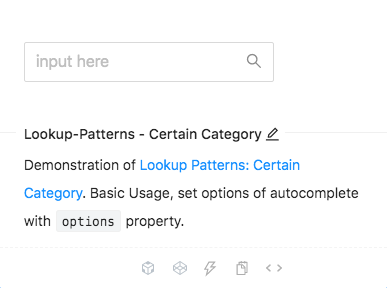 input here
Lookup-Patterns - Certain Category
Demonstration of Lookup Patterns: Certain
Category. Basic Usage, set options of autocomplete
with options property.